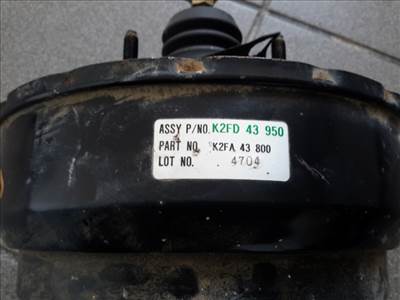 ASSY P/NO. K2FD 43 950
PART NO. K2FA 43 800
LOT NO. 4704